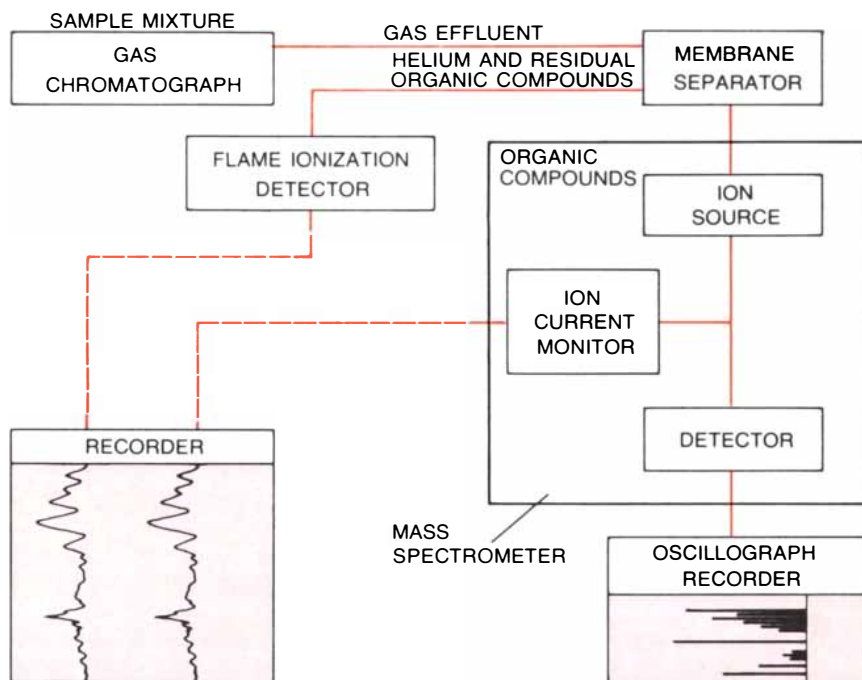 SAMPLE MIXTURE
GAS
CHROMATOGRAPH
GAS EFFLUENT
HELIUM AND RESIDUAL
ORGANIC COMPOUNDS
MEMBRANE
SEPARATOR
FLAME IONIZATION
DETECTOR
ORGANIC
COMPOUNDS
ION
SOURCE
ION
CURRENT
MONITOR
RECORDER
DETECTOR
MASS
SPECTROMETER
OSCILLOGRAPH
RECORDER